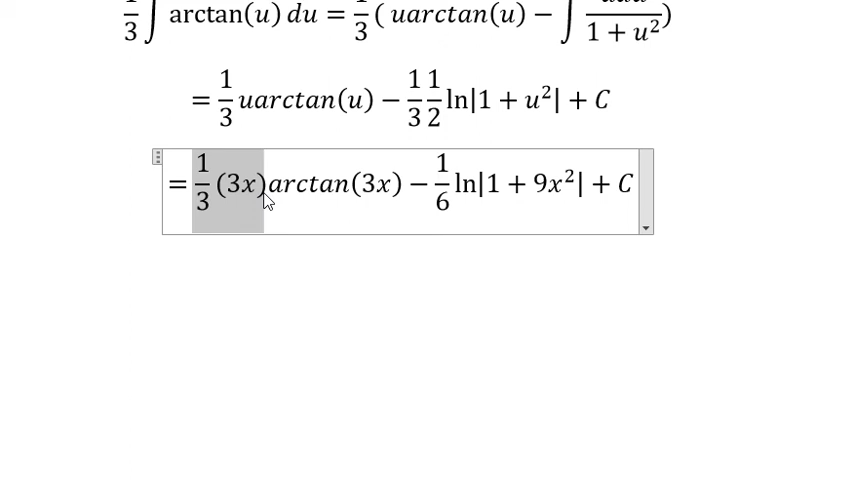 1/3 ∫ arctan(u) du = 1/3 ( uarctan(u) − ∫ udu/(1 + u²) )
= 1/3 uarctan(u) − 1/3 1/2 ln|1 + u²| + C
= 1/3 (3x)arctan(3x) − 1/6 ln|1 + 9x²| + C